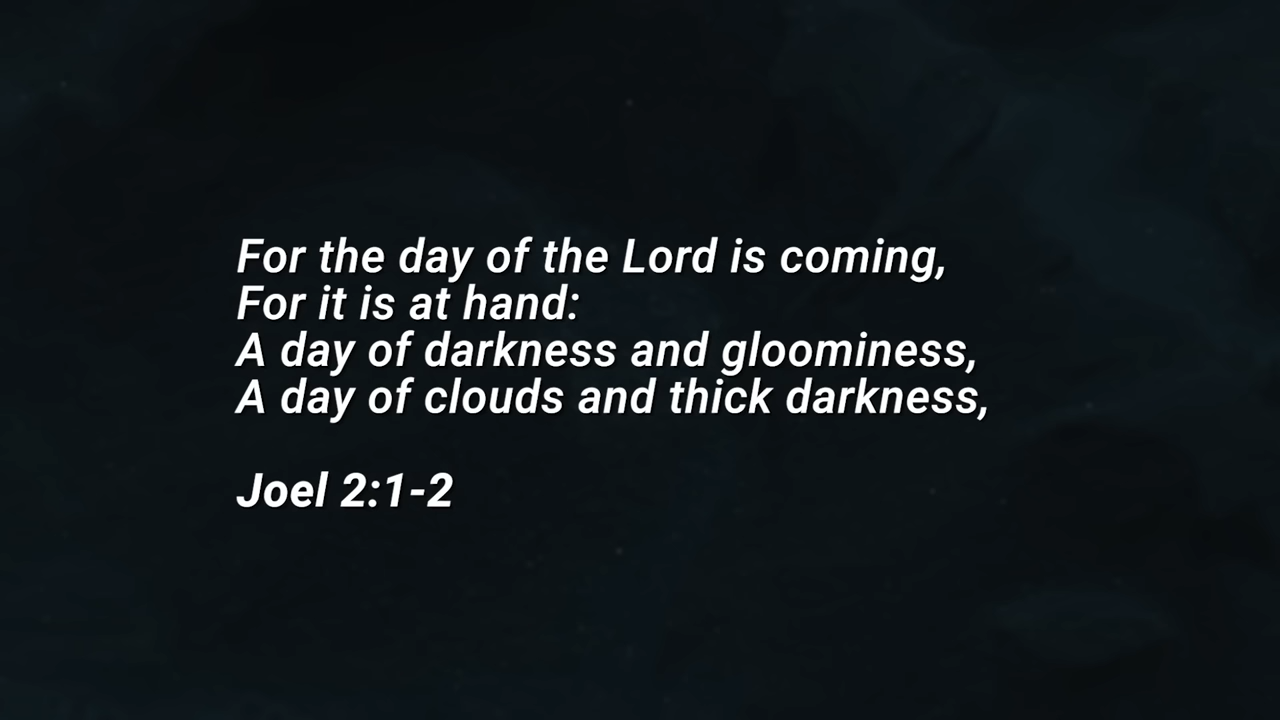 For the day of the Lord is coming,
For it is at hand:
A day of darkness and gloominess,
A day of clouds and thick darkness,
Joel 2:1-2